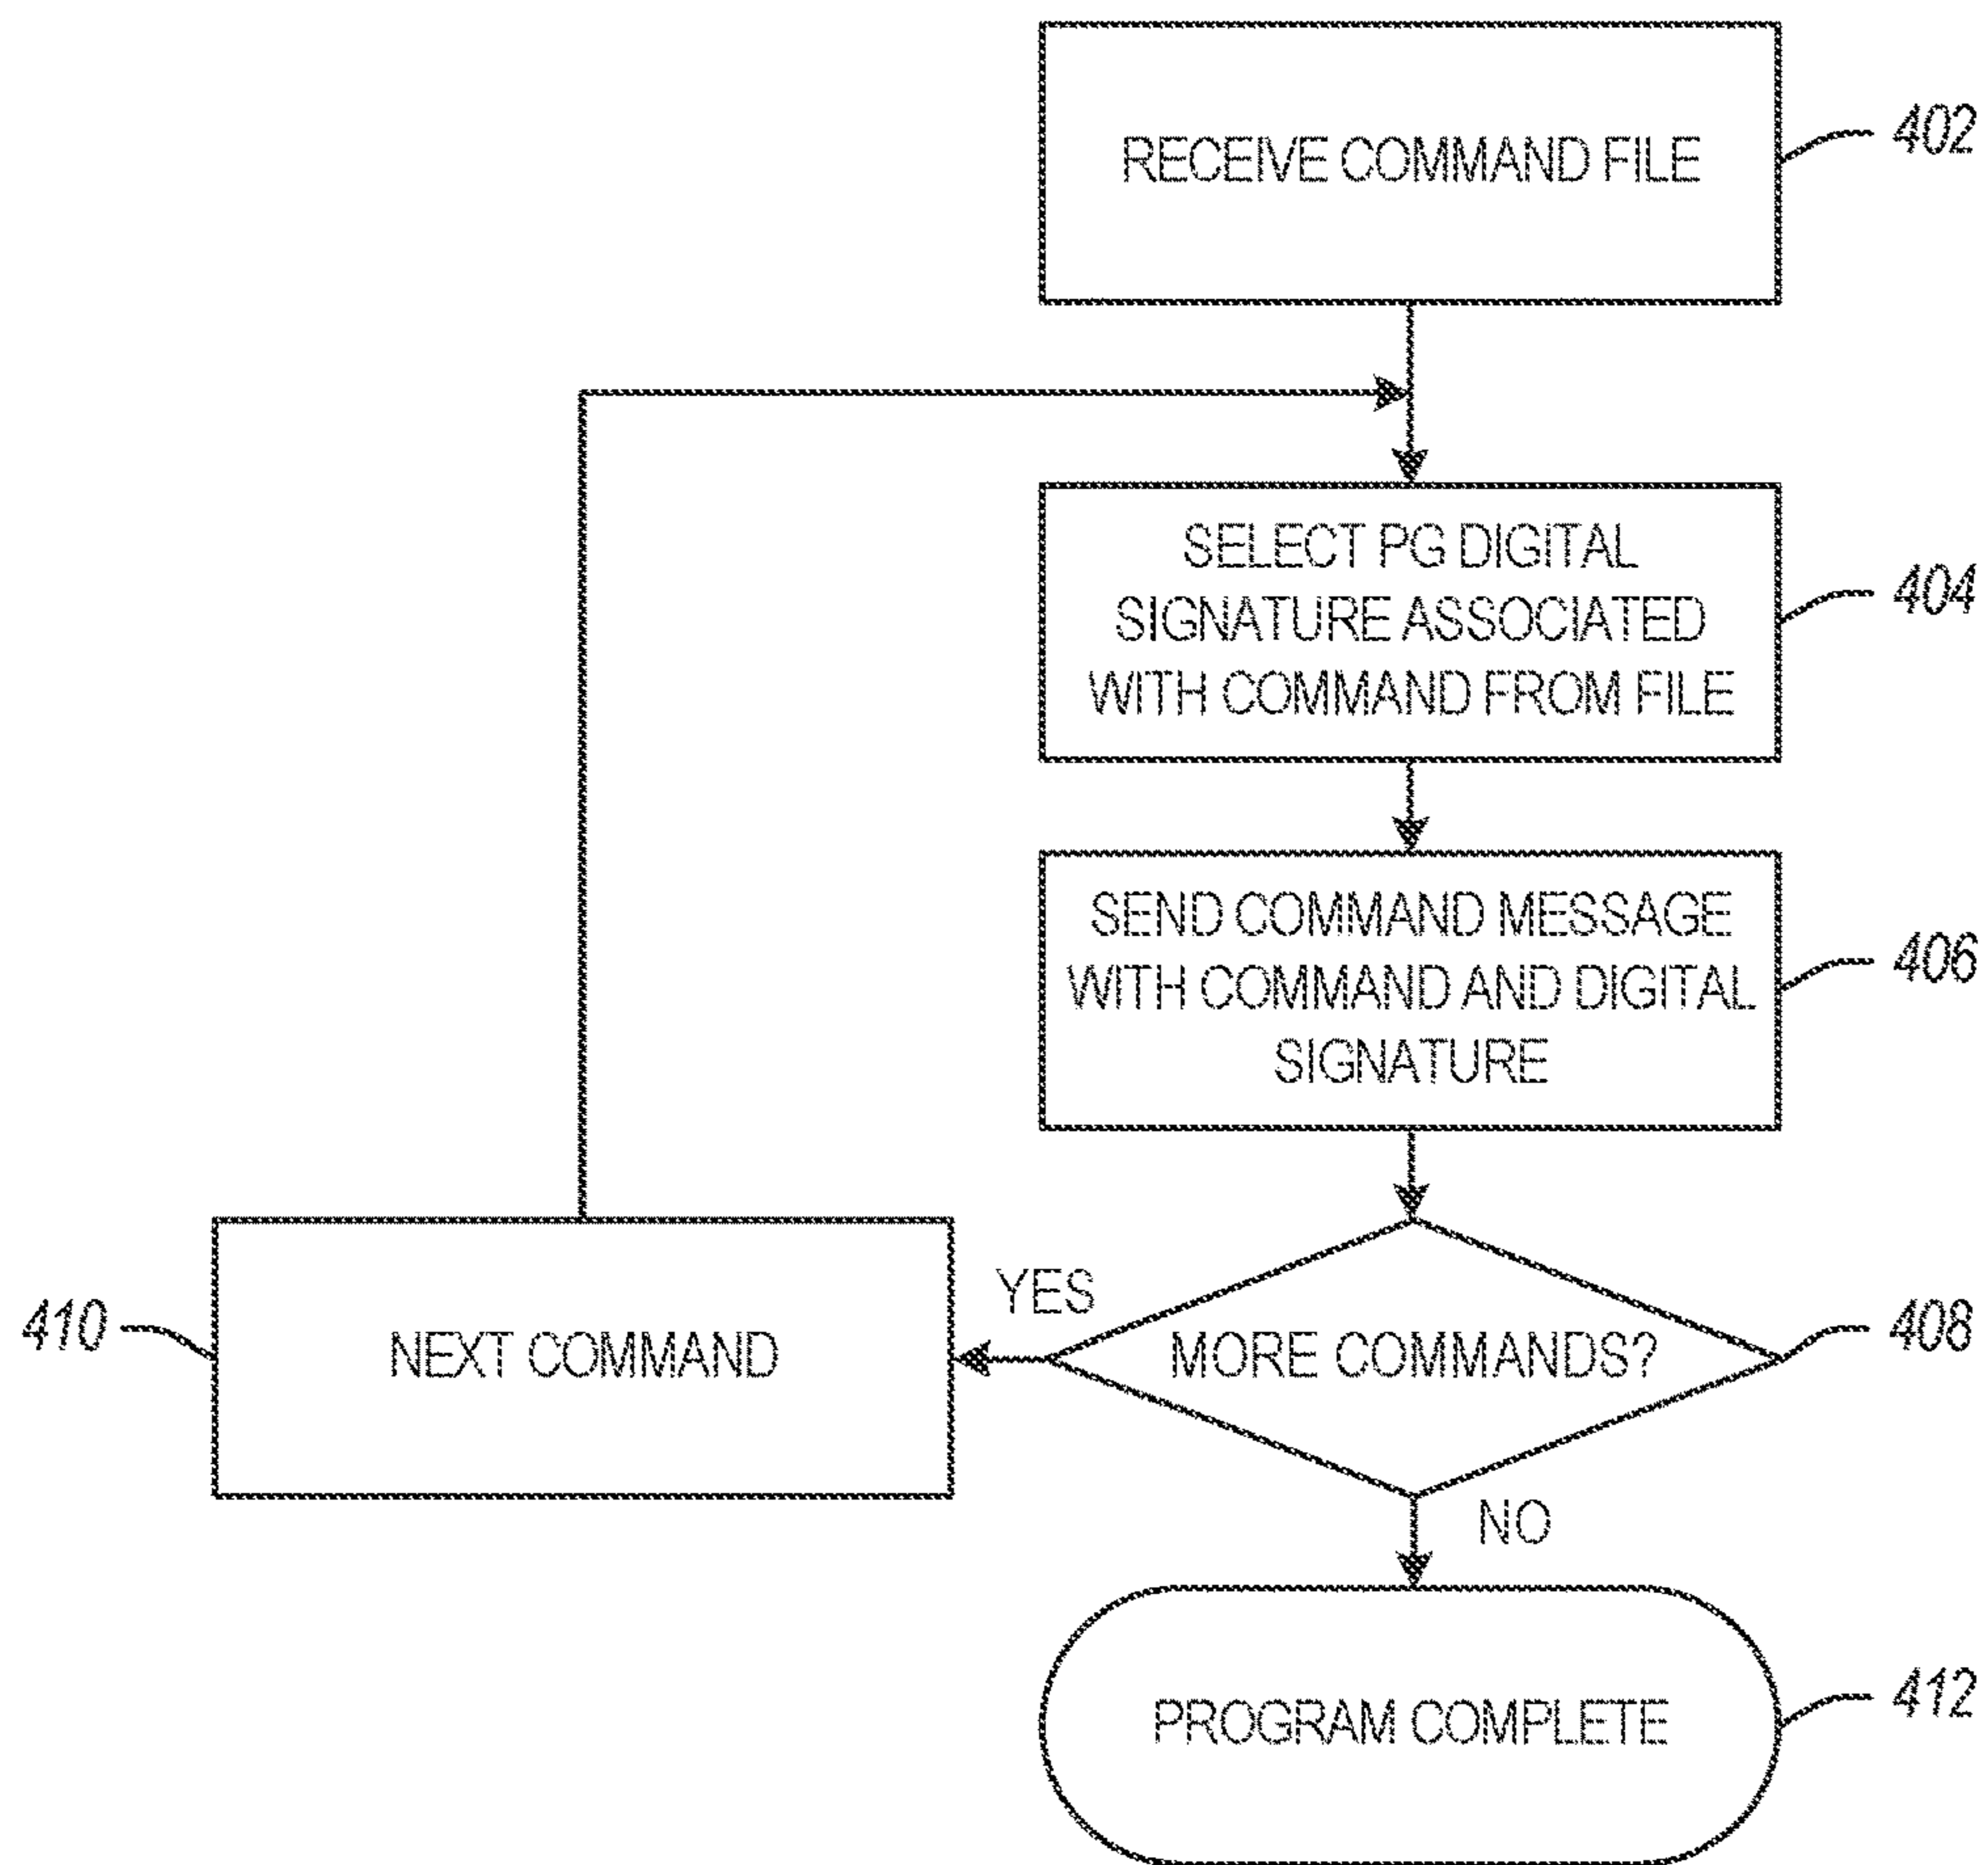 RECEIVE COMMAND FILE
402
SELECT PG DIGITAL
SIGNATURE ASSOCIATED
WITH COMMAND FROM FILE
404
SEND COMMAND MESSAGE
WITH COMMAND AND DIGITAL
SIGNATURE
406
410
NEXT COMMAND
YES
MORE COMMANDS?
408
NO
PROGRAM COMPLETE
412